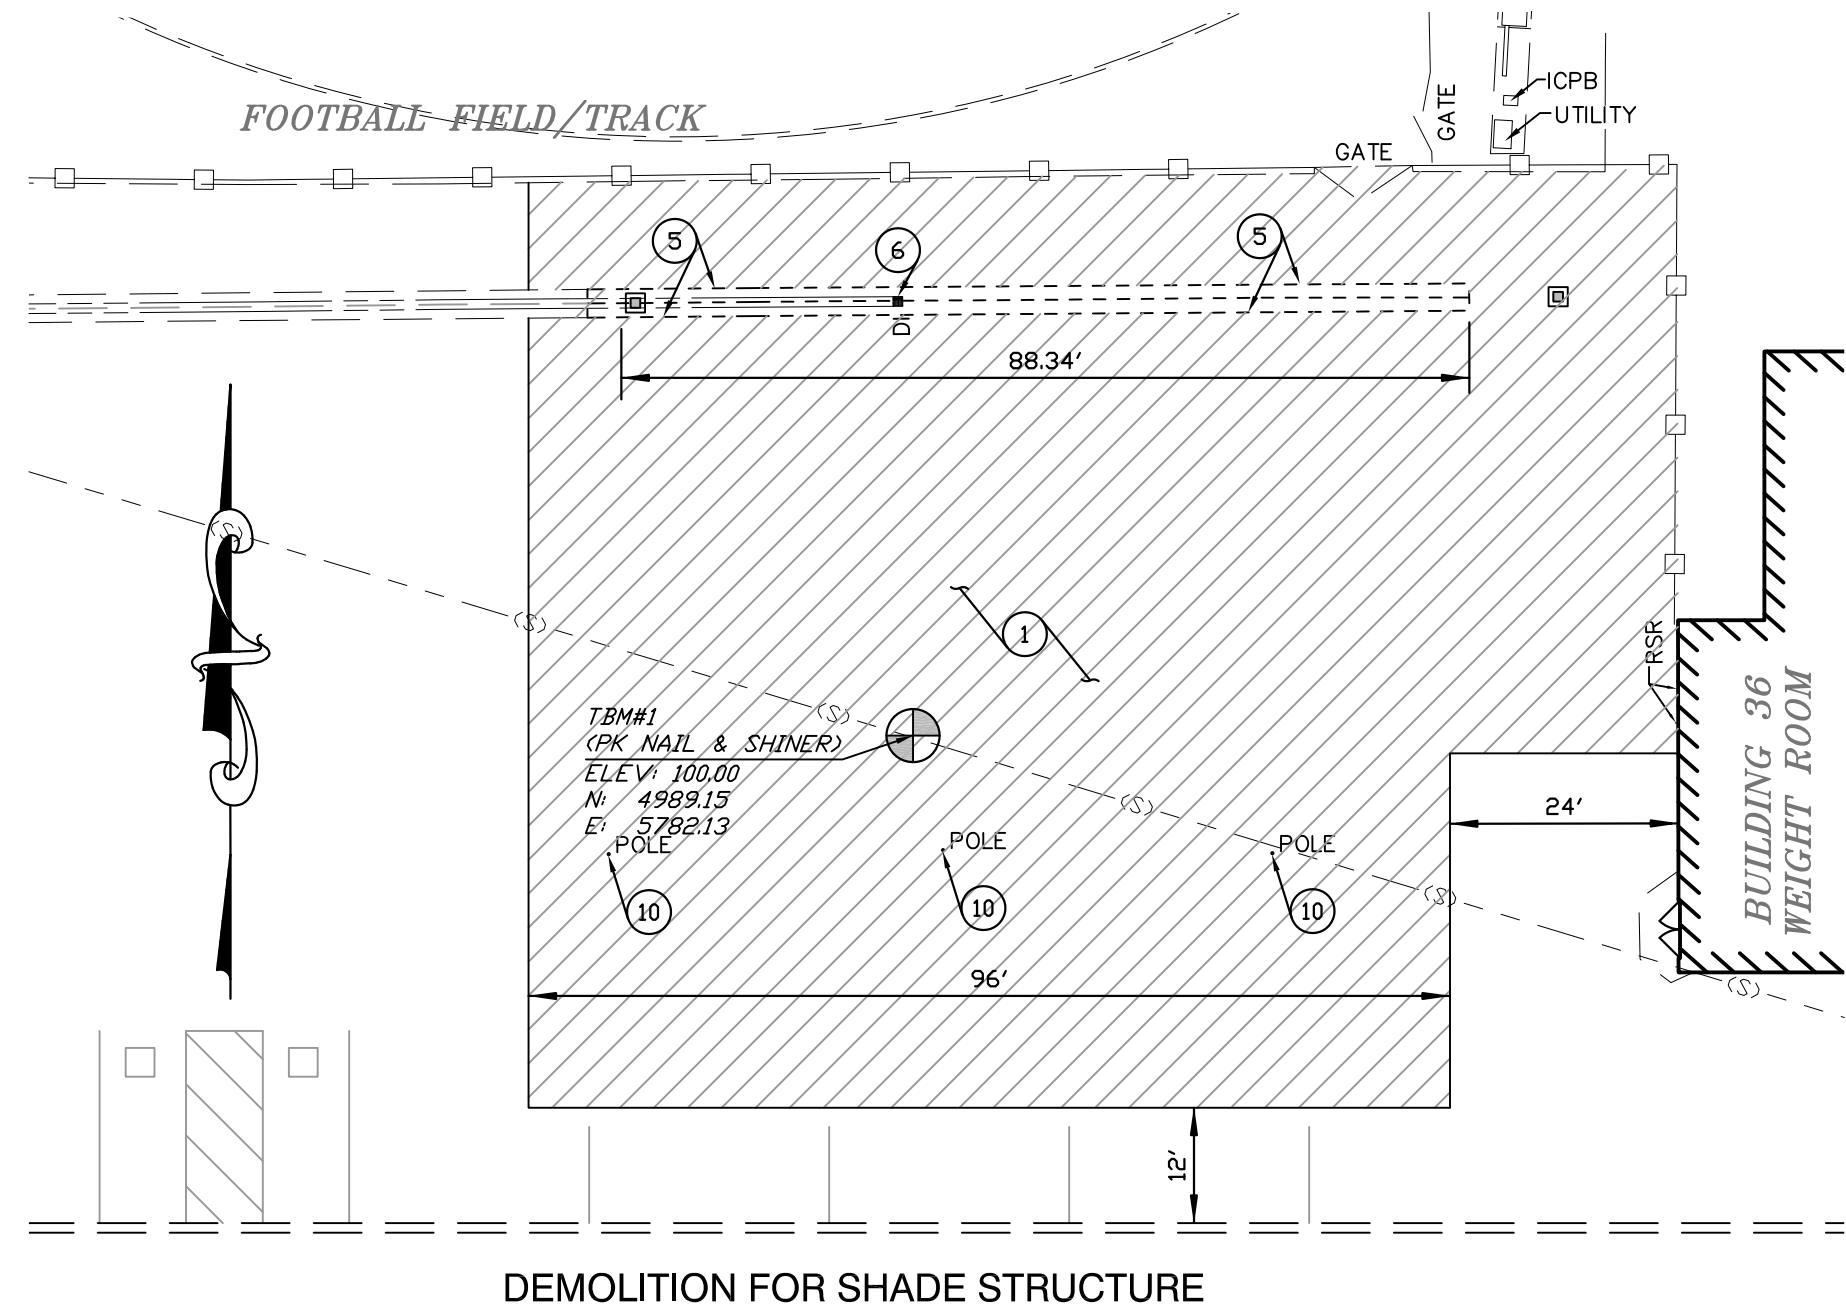 ICPB
UTILITY
GATE
FOOTBALL FIELD/TRACK
GATE
5
6
5
DI
88.34'
(S)
(S)
1
RSR
TBM#1
(PK NAIL & SHINER)
ELEV: 100.00
N: 4989.15
E: 5782.13
(S)
(S)
BUILDING 36
WEIGHT ROOM
24'
POLE
POLE
POLE
10
10
10
(S)
96'
(S)
12'
DEMOLITION FOR SHADE STRUCTURE